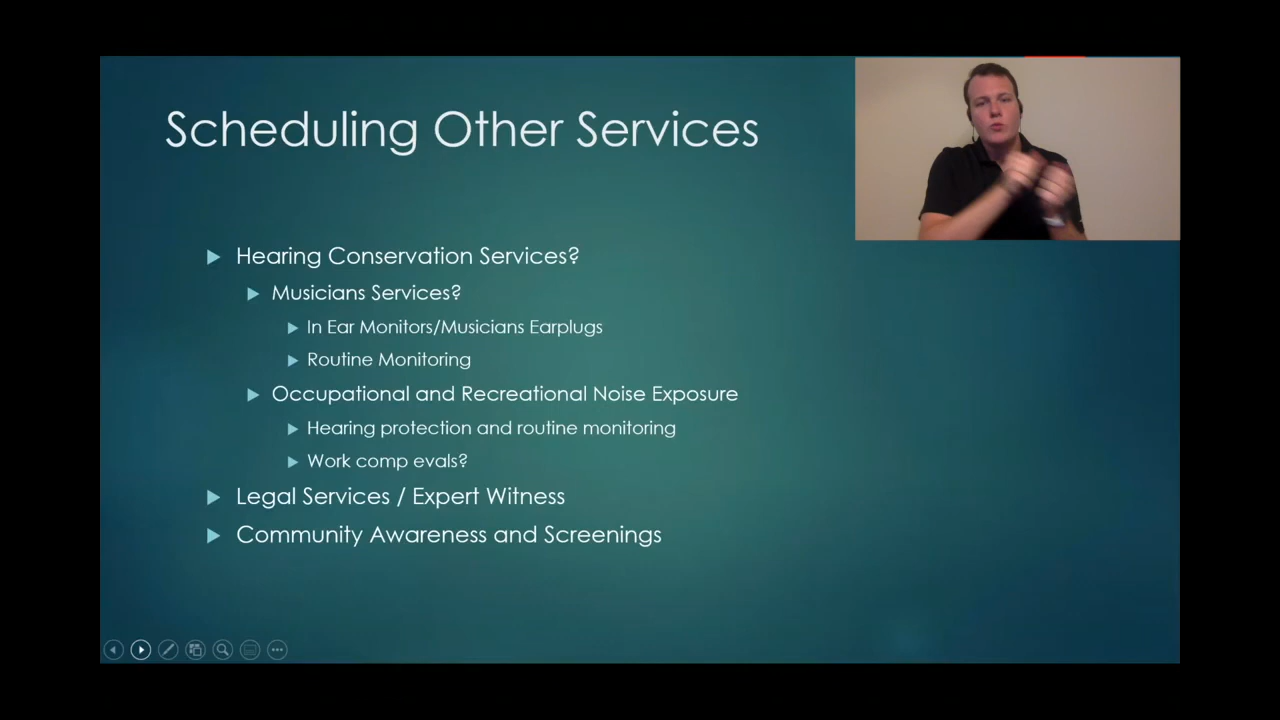 Scheduling Other Services
Hearing Conservation Services?
Musicians Services?
In Ear Monitors/Musicians Earplugs
Routine Monitoring
Occupational and Recreational Noise Exposure
Hearing protection and routine monitoring
Work comp evals?
Legal Services / Expert Witness
Community Awareness and Screenings